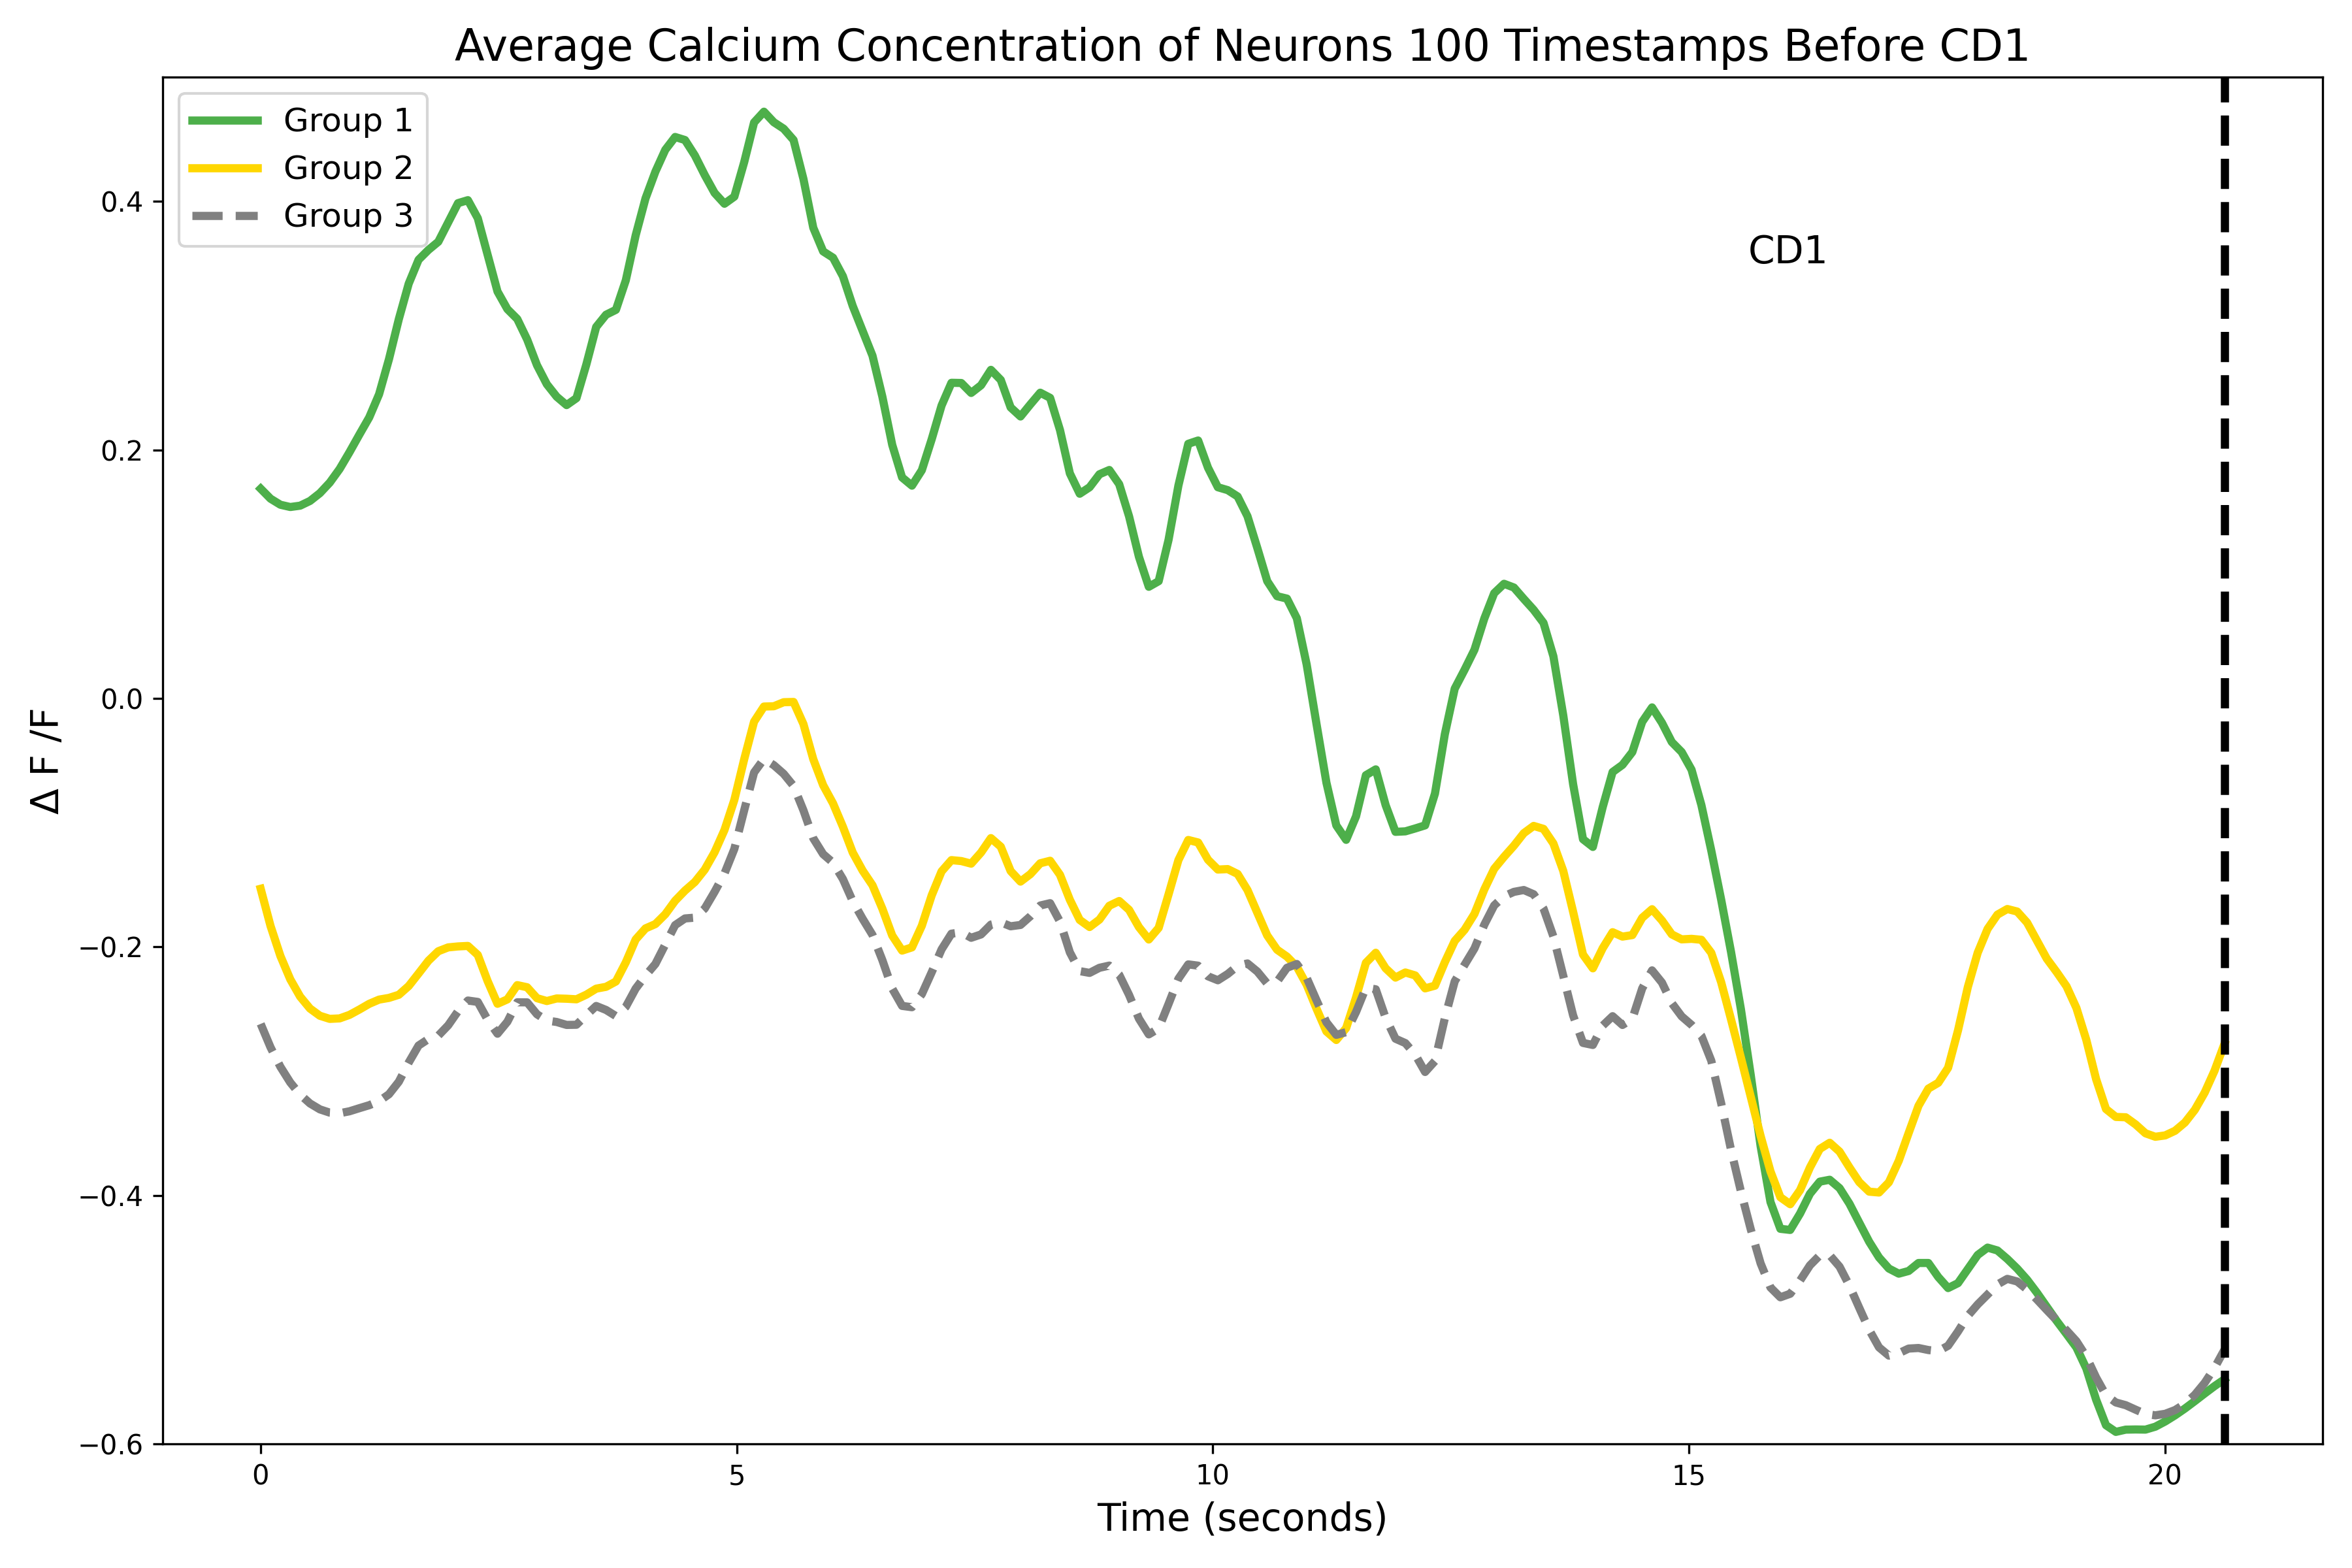 Average Calcium Concentration of Neurons 100 Timestamps Before CD1
Group 1
Group 2
Group 3
CD1
0.4
0.2
0.0
−0.2
−0.4
−0.6
Δ F /F
0 5 10 15 20
Time (seconds)